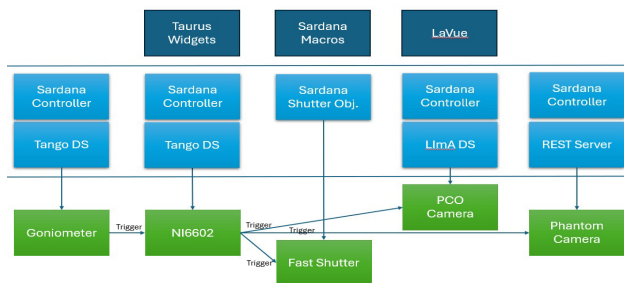 Taurus
Widgets
Sardana
Macros
LaVue
Sardana
Controller
Sardana
Controller
Sardana
Shutter Obj.
Sardana
Controller
Sardana
Controller
Tango DS
Tango DS
LImA DS
REST Server
PCO
Camera
Goniometer
Trigger
NI6602
Trigger
Trigger
Phantom
Camera
Trigger
Fast Shutter